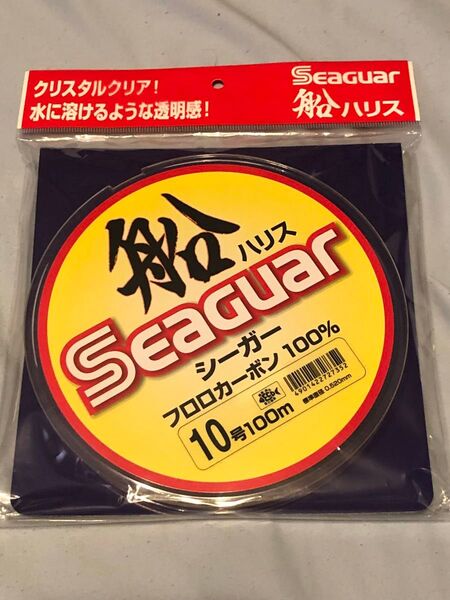 クリスタルクリア!
水に溶けるような透明感!
Seaguar
船ハリス
船ハリス
Seaguar
シーガー
フロロカーボン 100%
10号100m
4901422727352
標準直径 0.520mm